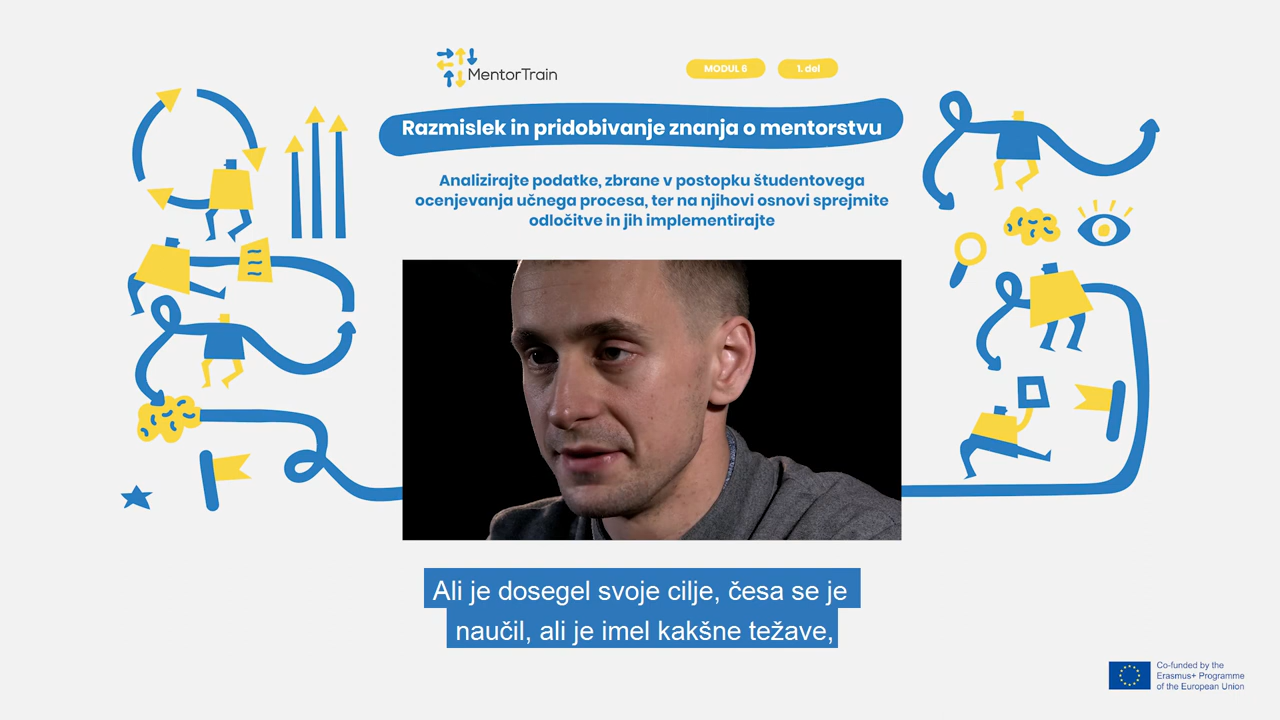 MentorTrain
MODUL 6
1. del
Razmislek in pridobivanje znanja o mentorstvu
Analizirajte podatke, zbrane v postopku študentovega
ocenjevanja učnega procesa, ter na njihovi osnovi sprejmite
odločitve in jih implementirajte
Ali je dosegel svoje cilje, česa se je
naučil, ali je imel kakšne težave,
Co-funded by the
Erasmus+ Programme
of the European Union